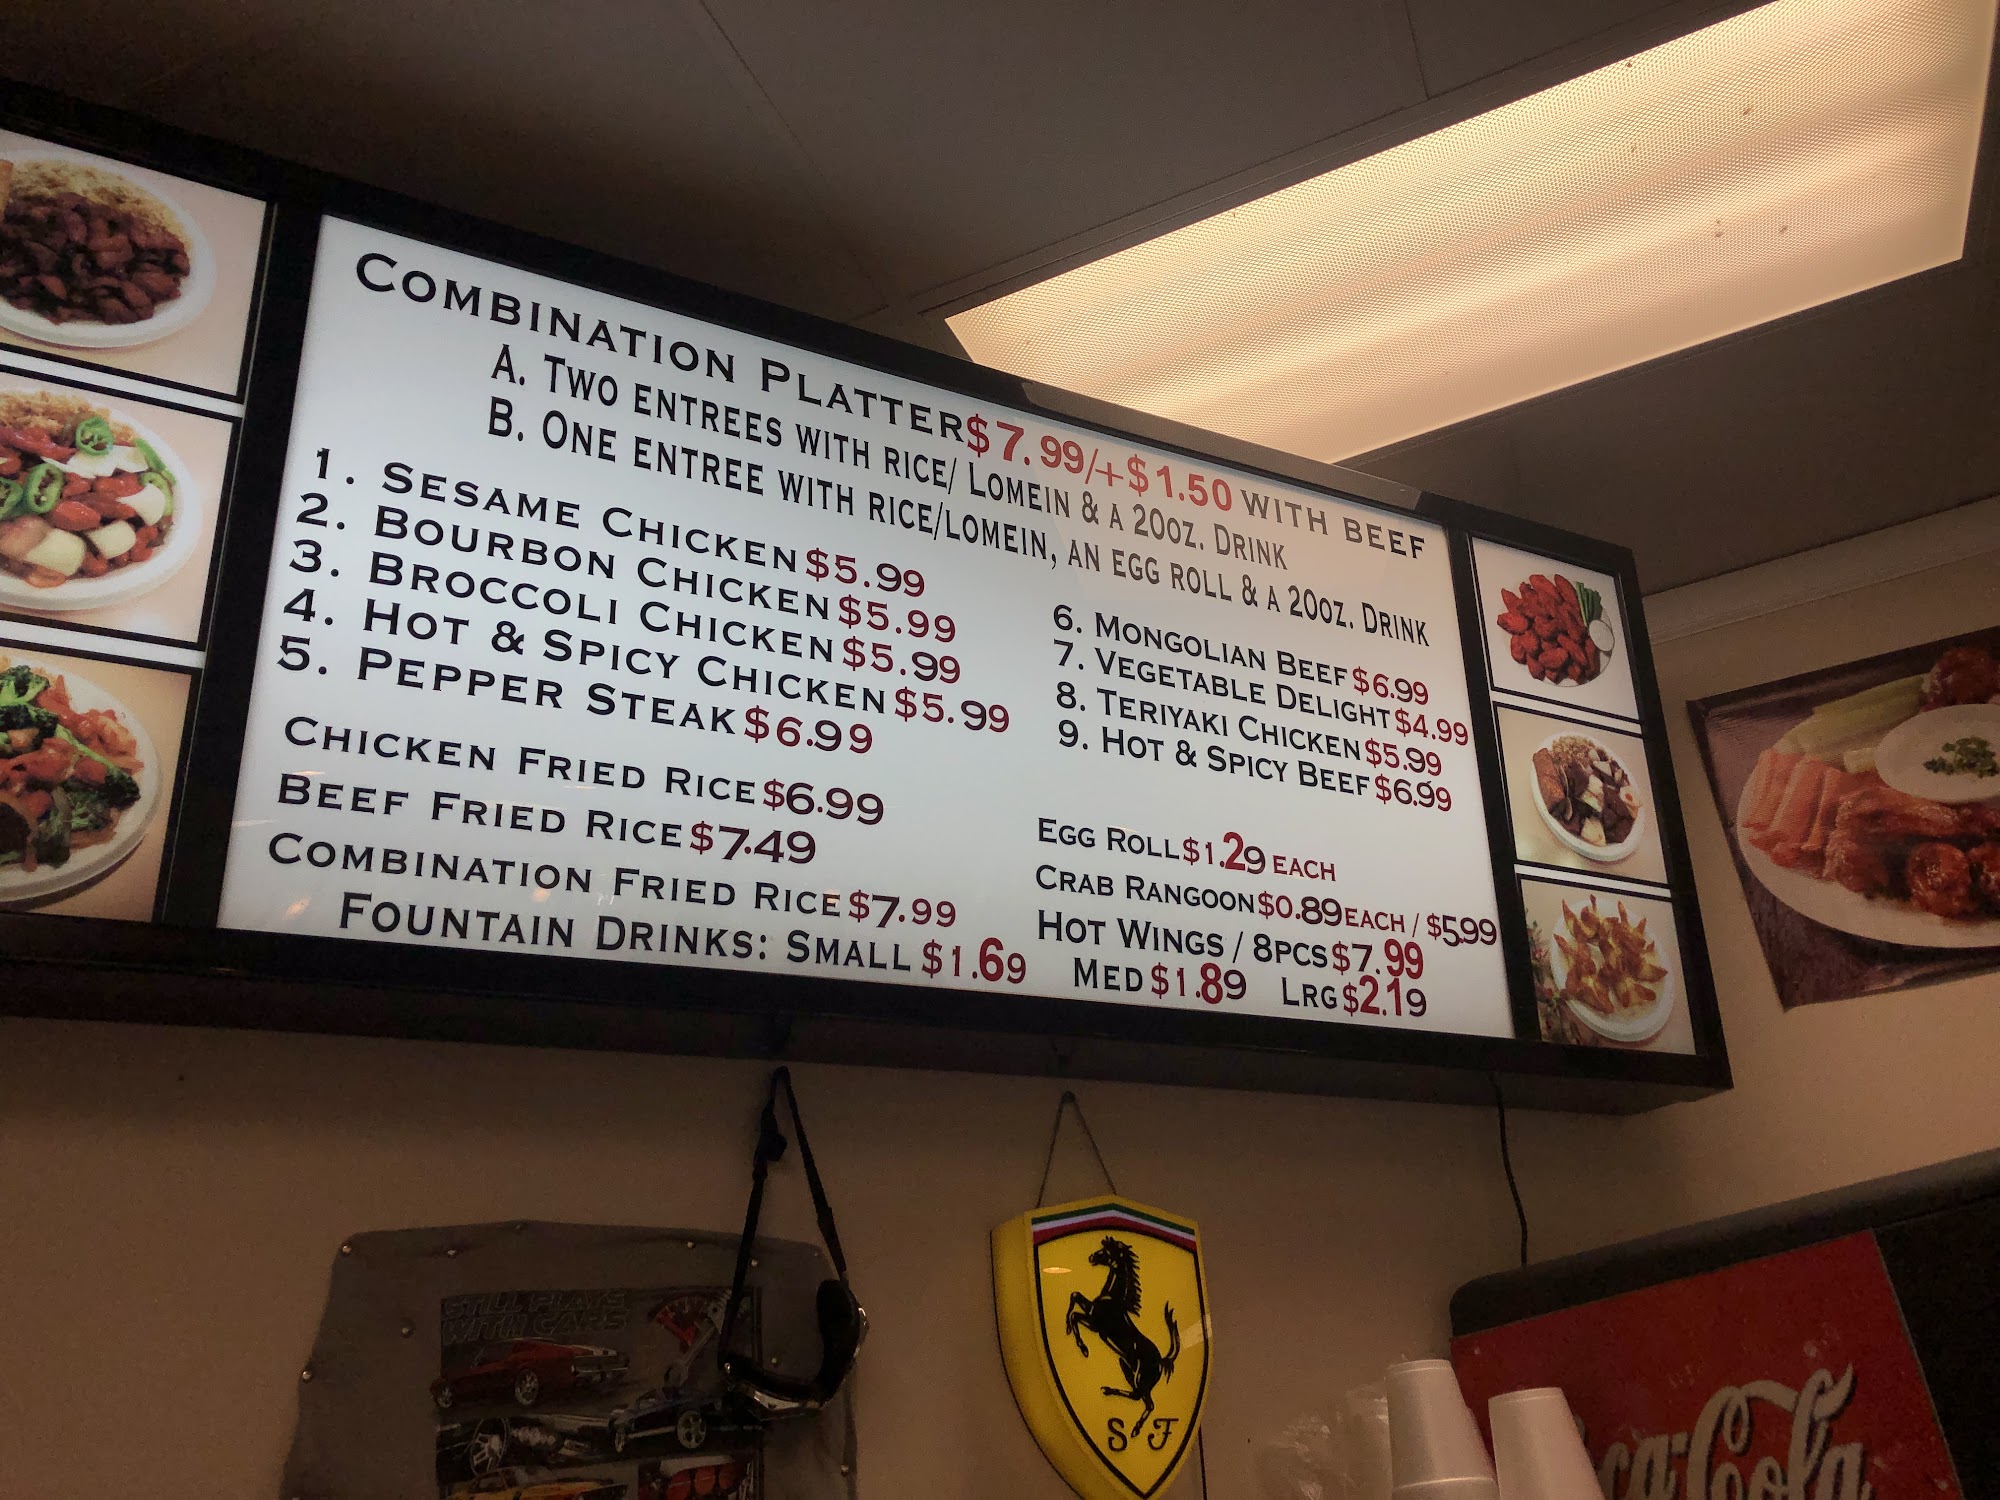 COMBINATION PLATTER $7.99/+$1.50 WITH BEEF
A. TWO ENTREES WITH RICE/ LOMEIN & A 20OZ. DRINK
B. ONE ENTREE WITH RICE/LOMEIN, AN EGG ROLL & A 20OZ. DRINK
1. SESAME CHICKEN $5.99
2. BOURBON CHICKEN $5.99
3. BROCCOLI CHICKEN $5.99
4. HOT & SPICY CHICKEN $5.99
5. PEPPER STEAK $6.99
6. MONGOLIAN BEEF $6.99
7. VEGETABLE DELIGHT $4.99
8. TERIYAKI CHICKEN $5.99
9. HOT & SPICY BEEF $6.99
CHICKEN FRIED RICE $6.99
BEEF FRIED RICE $7.49
COMBINATION FRIED RICE $7.99
EGG ROLL $1.29 EACH
CRAB RANGOON $0.89 EACH / $5.99
HOT WINGS / 8PCS $7.99
FOUNTAIN DRINKS: SMALL $1.69 MED $1.89 LRG $2.19
STILL PLAYS
WITH CARS
S F
Coca-Cola